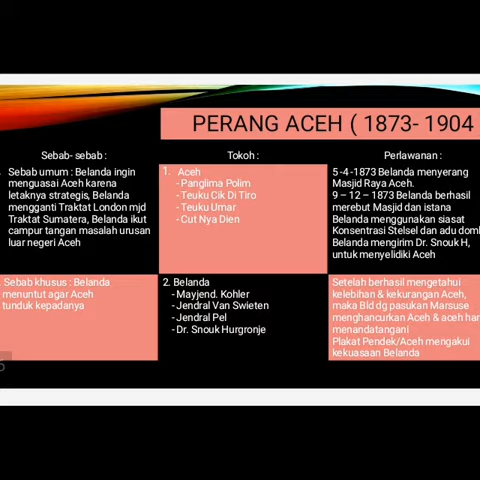 PERANG ACEH ( 1873- 1904
Sebab- sebab :
Sebab umum : Belanda ingin
menguasai Aceh karena
letaknya strategis, Belanda
mengganti Traktat London mjd
Traktat Sumatera, Belanda ikut
campur tangan masalah urusan
luar negeri Aceh
Tokoh :
1. Aceh
-Panglima Polim
-Teuku Cik Di Tiro
-Teuku Umar
- Cut Nya Dien
Perlawanan :
5 -4 -1873 Belanda menyerang
Masjid Raya Aceh.
9 – 12 – 1873 Belanda berhasil
merebut Masjid dan istana
Belanda menggunakan siasat
Konsentrasi Stelsel dan adu
Belanda mengirim Dr. Snouk H,
untuk menyelidiki Aceh
Sebab khusus : Belanda
menuntut agar Aceh
tunduk kepadanya
2. Belanda
- Mayjend. Kohler
- Jendral Van Swieten
- Jendral Pel
- Dr. Snouk Hurgronje
Setelah berhasil mengetahui
kelebihan & kekurangan Aceh,
maka Bld dg pasukan Marsuse
menghancurkan Aceh & aceh
menandatangani
Plakat Pendek/Aceh mengakui
kekuasaan Belanda